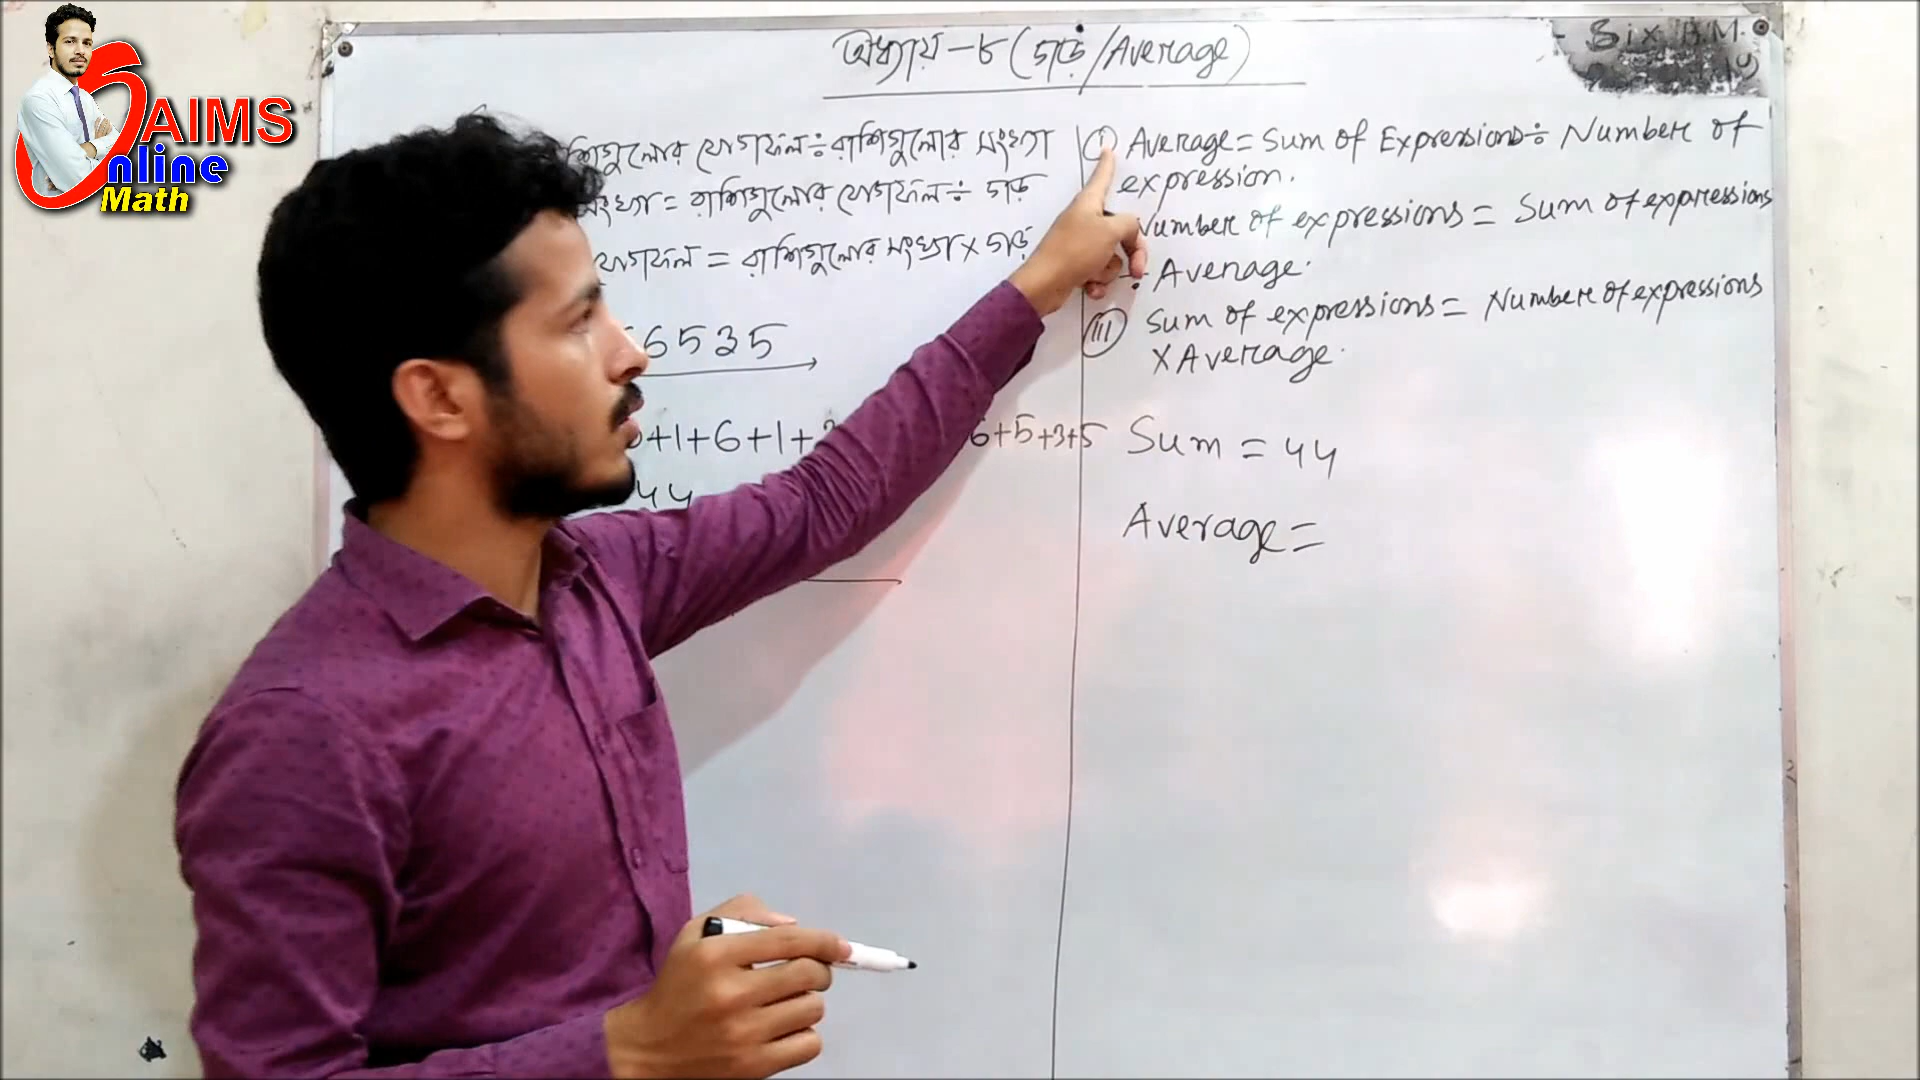 SAIMS
Online
Math
অধ্যায় – ৮ ( গড় / Average )
Six B.M.
রাশিগুলোর যোগফল ÷ রাশিগুলোর সংখ্যা
সংখ্যা = রাশিগুলোর যোগফল ÷ গড়
যোগফল = রাশিগুলোর সংখ্যা × গড়
6535
+1+6+1+
6+5+3+5
44
(i) Average = Sum of Expressions ÷ Number of
expression.
Number of expressions = Sum of expressions
÷ Average.
(iii) Sum of expressions = Number of expressions
× Average.
Sum = 44
Average =